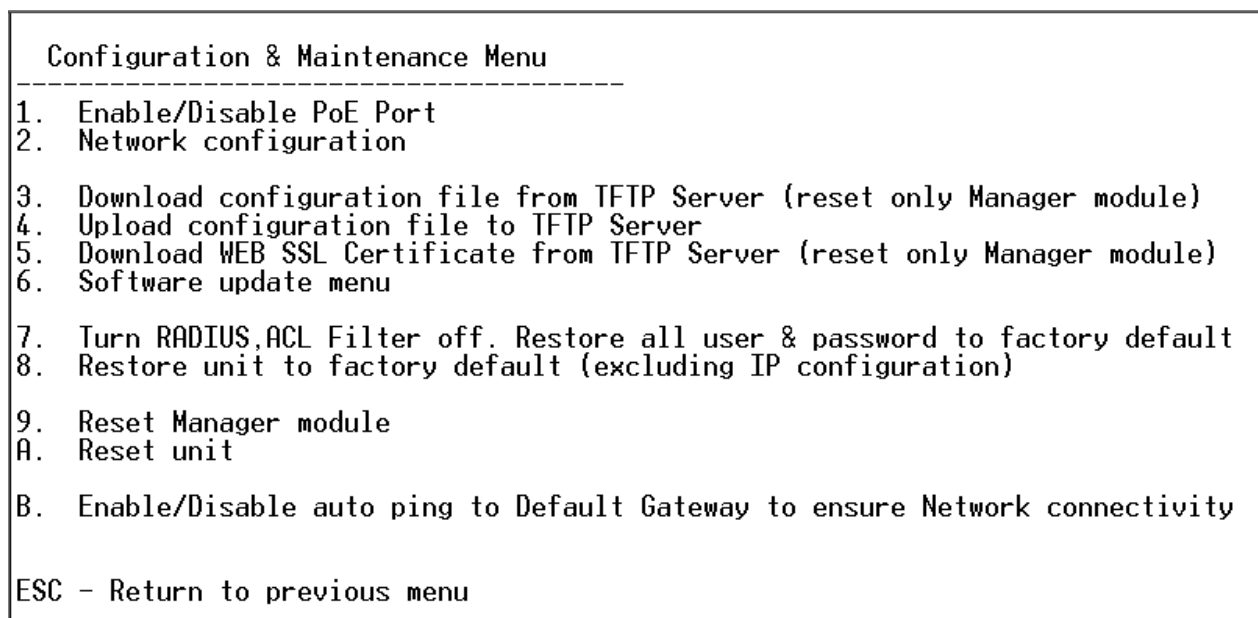 Configuration & Maintenance Menu
---------------------------------------
1. Enable/Disable PoE Port
2. Network configuration
3. Download configuration file from TFTP Server (reset only Manager module)
4. Upload configuration file to TFTP Server
5. Download WEB SSL Certificate from TFTP Server (reset only Manager module)
6. Software update menu
7. Turn RADIUS,ACL Filter off. Restore all user & password to factory default
8. Restore unit to factory default (excluding IP configuration)
9. Reset Manager module
A. Reset unit
B. Enable/Disable auto ping to Default Gateway to ensure Network connectivity
ESC - Return to previous menu